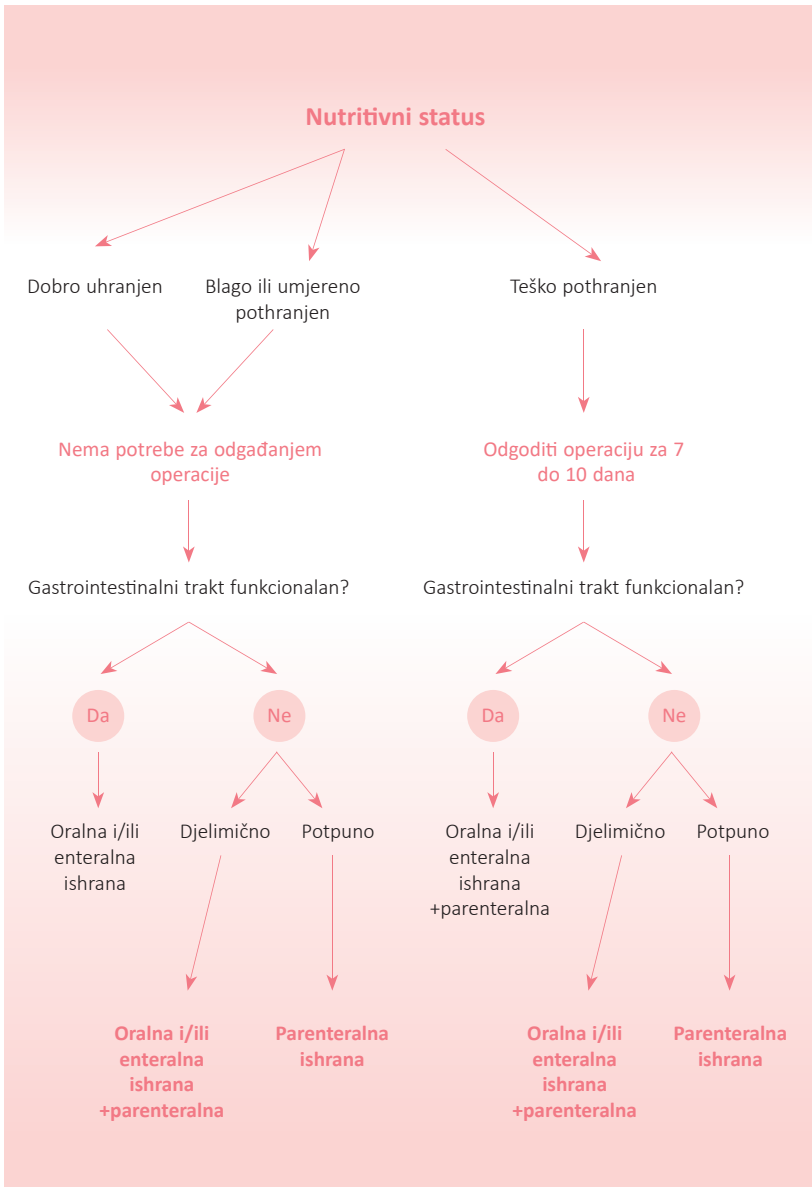 Nutritivni status
Dobro uhranjen
Blago ili umjereno
pothranjen
Teško pothranjen
Nema potrebe za odgađanjem
operacije
Odgoditi operaciju za 7
do 10 dana
Gastrointestinalni trakt funkcionalan?
Gastrointestinalni trakt funkcionalan?
Da
Ne
Da
Ne
Oralna i/ili
enteralna
ishrana
Djelimično
Potpuno
Oralna i/ili
enteralna
ishrana
+parenteralna
Djelimično
Potpuno
Oralna i/ili
enteralna
ishrana
+parenteralna
Parenteralna
ishrana
Oralna i/ili
enteralna
ishrana
+parenteralna
Parenteralna
ishrana